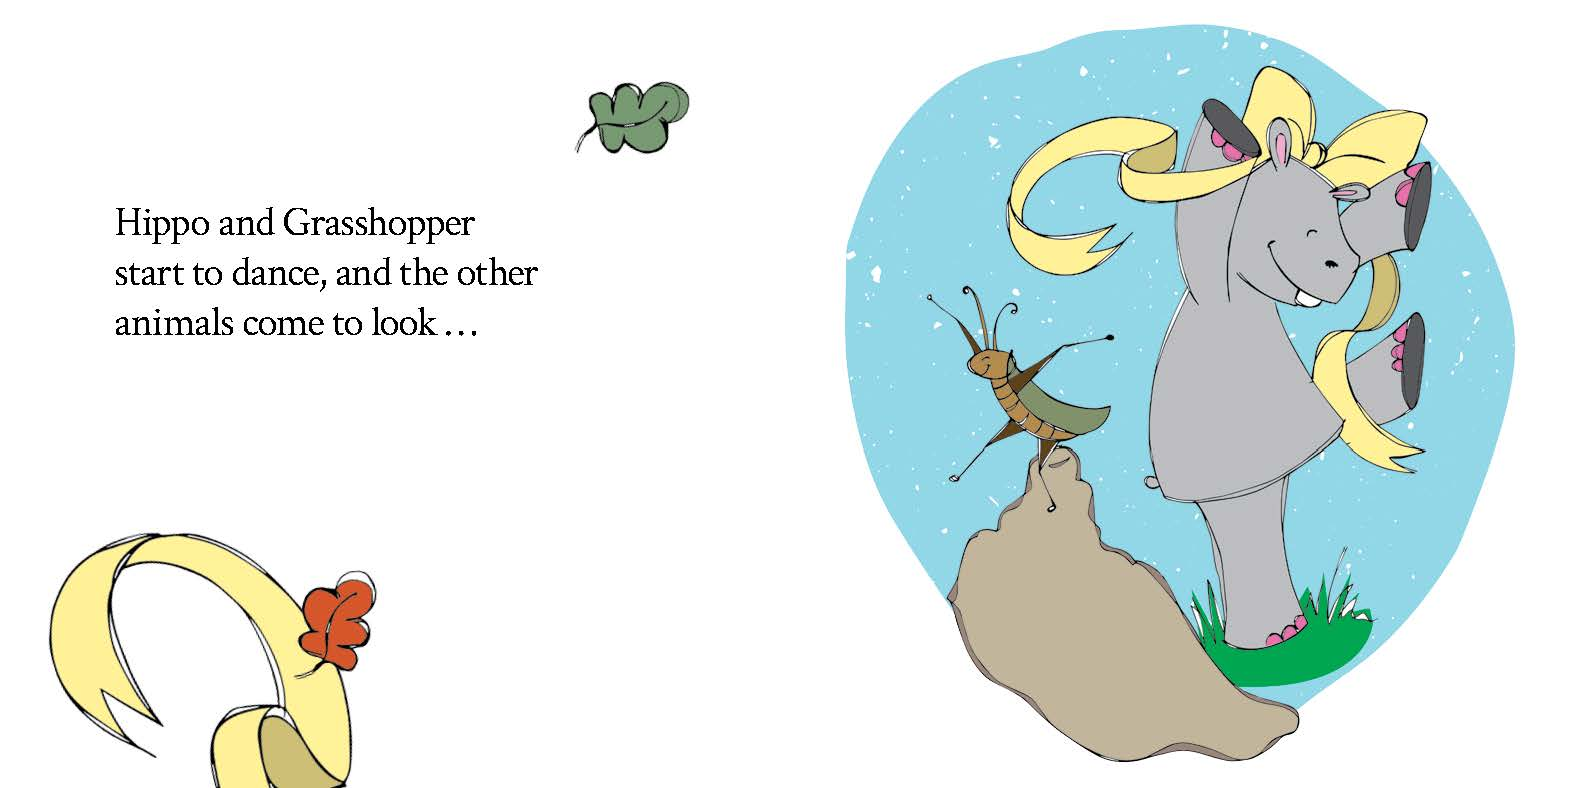 Hippo and Grasshopper
start to dance, and the other
animals come to look...